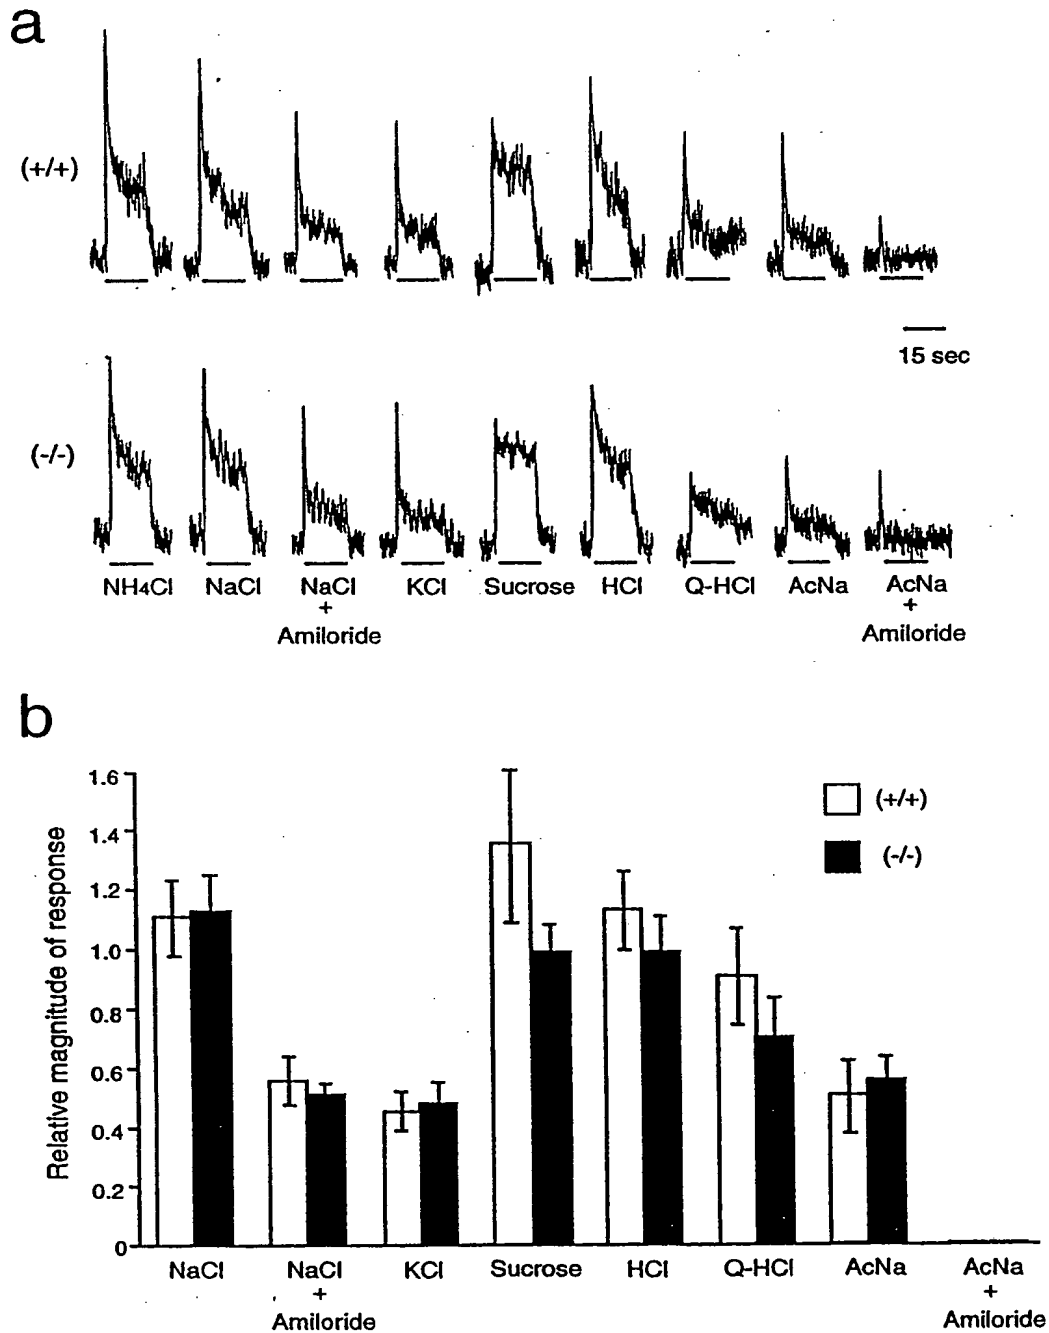 a
(+/+)
15 sec
(-/-)
NH4Cl NaCl NaCl + Amiloride KCl Sucrose HCl Q-HCl AcNa AcNa + Amiloride
b
Relative magnitude of response
1.6
1.4
1.2
1.0
0.8
0.6
0.4
0.2
0
(+/+)
(-/-)
NaCl NaCl + Amiloride KCl Sucrose HCl Q-HCl AcNa AcNa + Amiloride